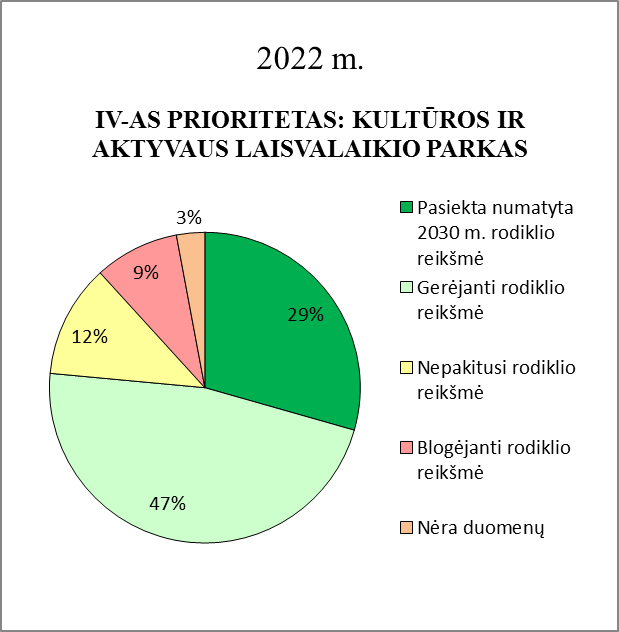 2022 m.
IV-AS PRIORITETAS: KULTŪROS IR
AKTYVAUS LAISVALAIKIO PARKAS
3%
29%
9%
12%
47%
Pasiekta numatyta
2030 m. rodiklio
reikšmė
Gerėjanti rodiklio
reikšmė
Nepakitusi rodiklio
reikšmė
Blogėjanti rodiklio
reikšmė
Nėra duomenų